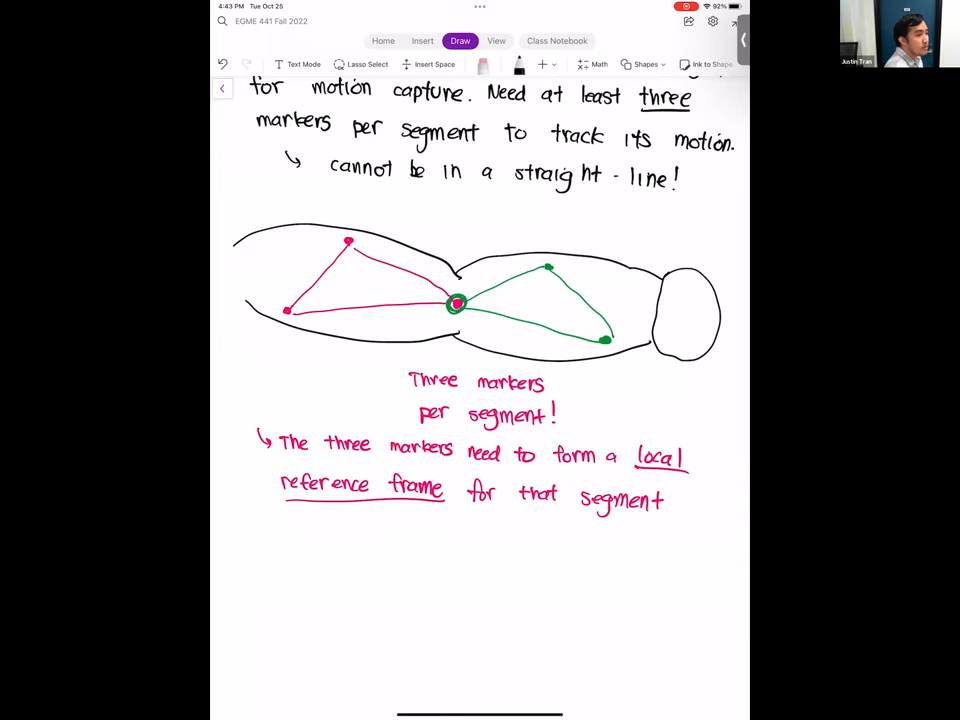 4:43 PM Tue Oct 25
92%
EGME 441 Fall 2022
Home Insert Draw View Class Notebook
Text Mode Lasso Select Insert Space Math Shapes Ink to Shape
for motion capture. Need at least three
markers per segment to track its motion.
cannot be in a straight - line!
Three markers
per segment!
The three markers need to form a local
reference frame for that segment
Justin Tran